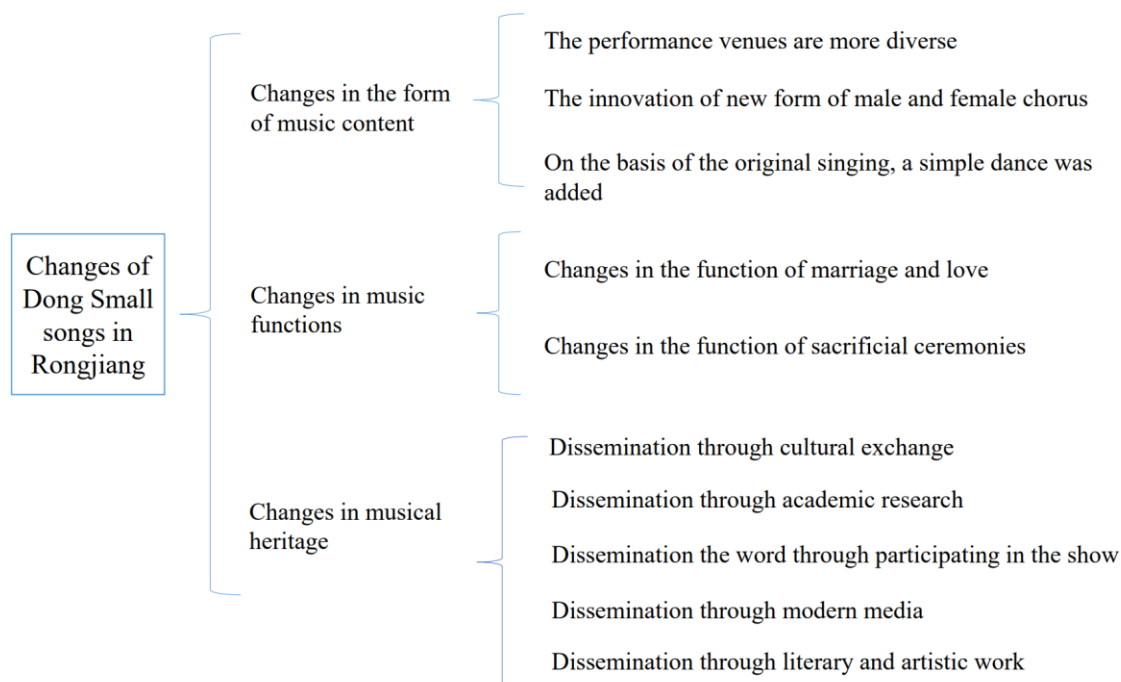 Changes of
Dong Small
songs in
Rongjiang
Changes in the form
of music content
The performance venues are more diverse
The innovation of new form of male and female chorus
On the basis of the original singing, a simple dance was
added
Changes in music
functions
Changes in the function of marriage and love
Changes in the function of sacrificial ceremonies
Changes in musical
heritage
Dissemination through cultural exchange
Dissemination through academic research
Dissemination the word through participating in the show
Dissemination through modern media
Dissemination through literary and artistic work